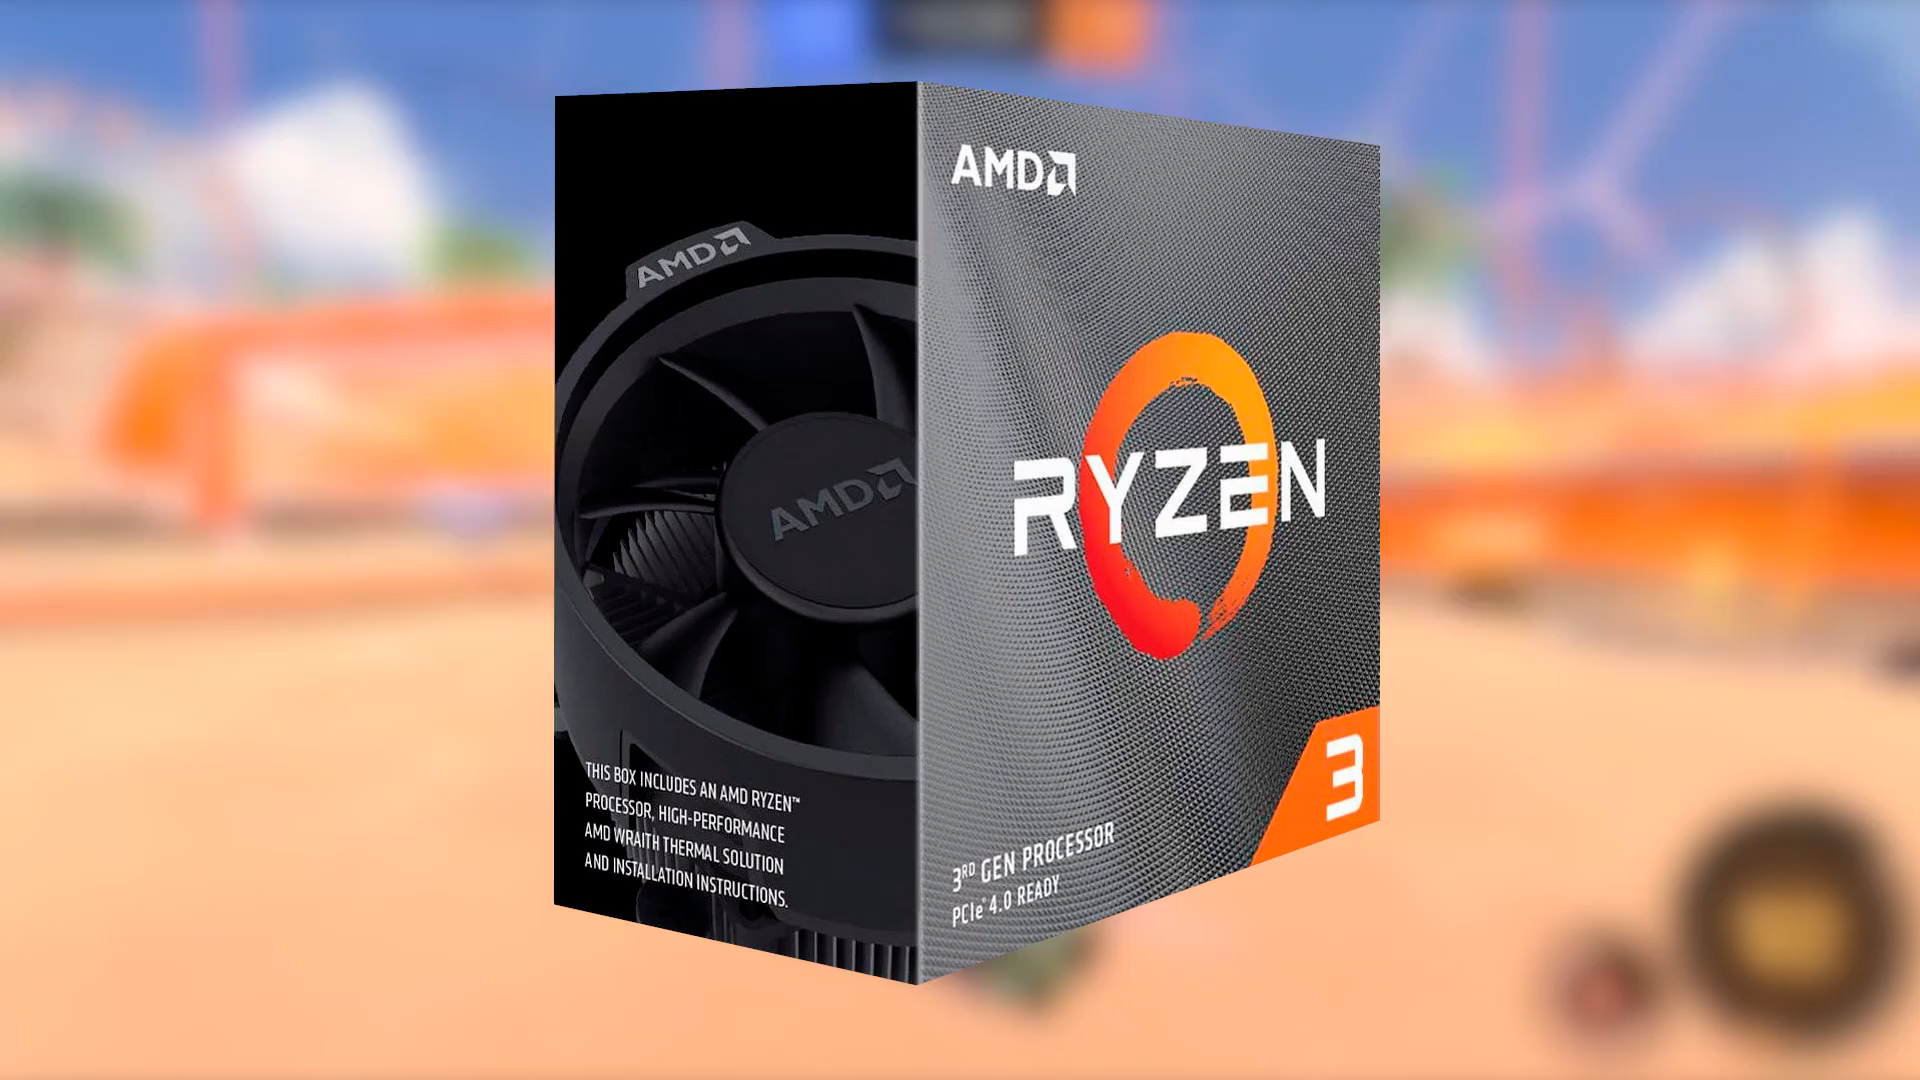 AMD
AMD
THIS BOX INCLUDES AN AMD RYZEN™
PROCESSOR, HIGH-PERFORMANCE
AMD WRAITH THERMAL SOLUTION
AND INSTALLATION INSTRUCTIONS.
AMD
RYZEN
3
3RD GEN PROCESSOR
PCIe® 4.0 READY